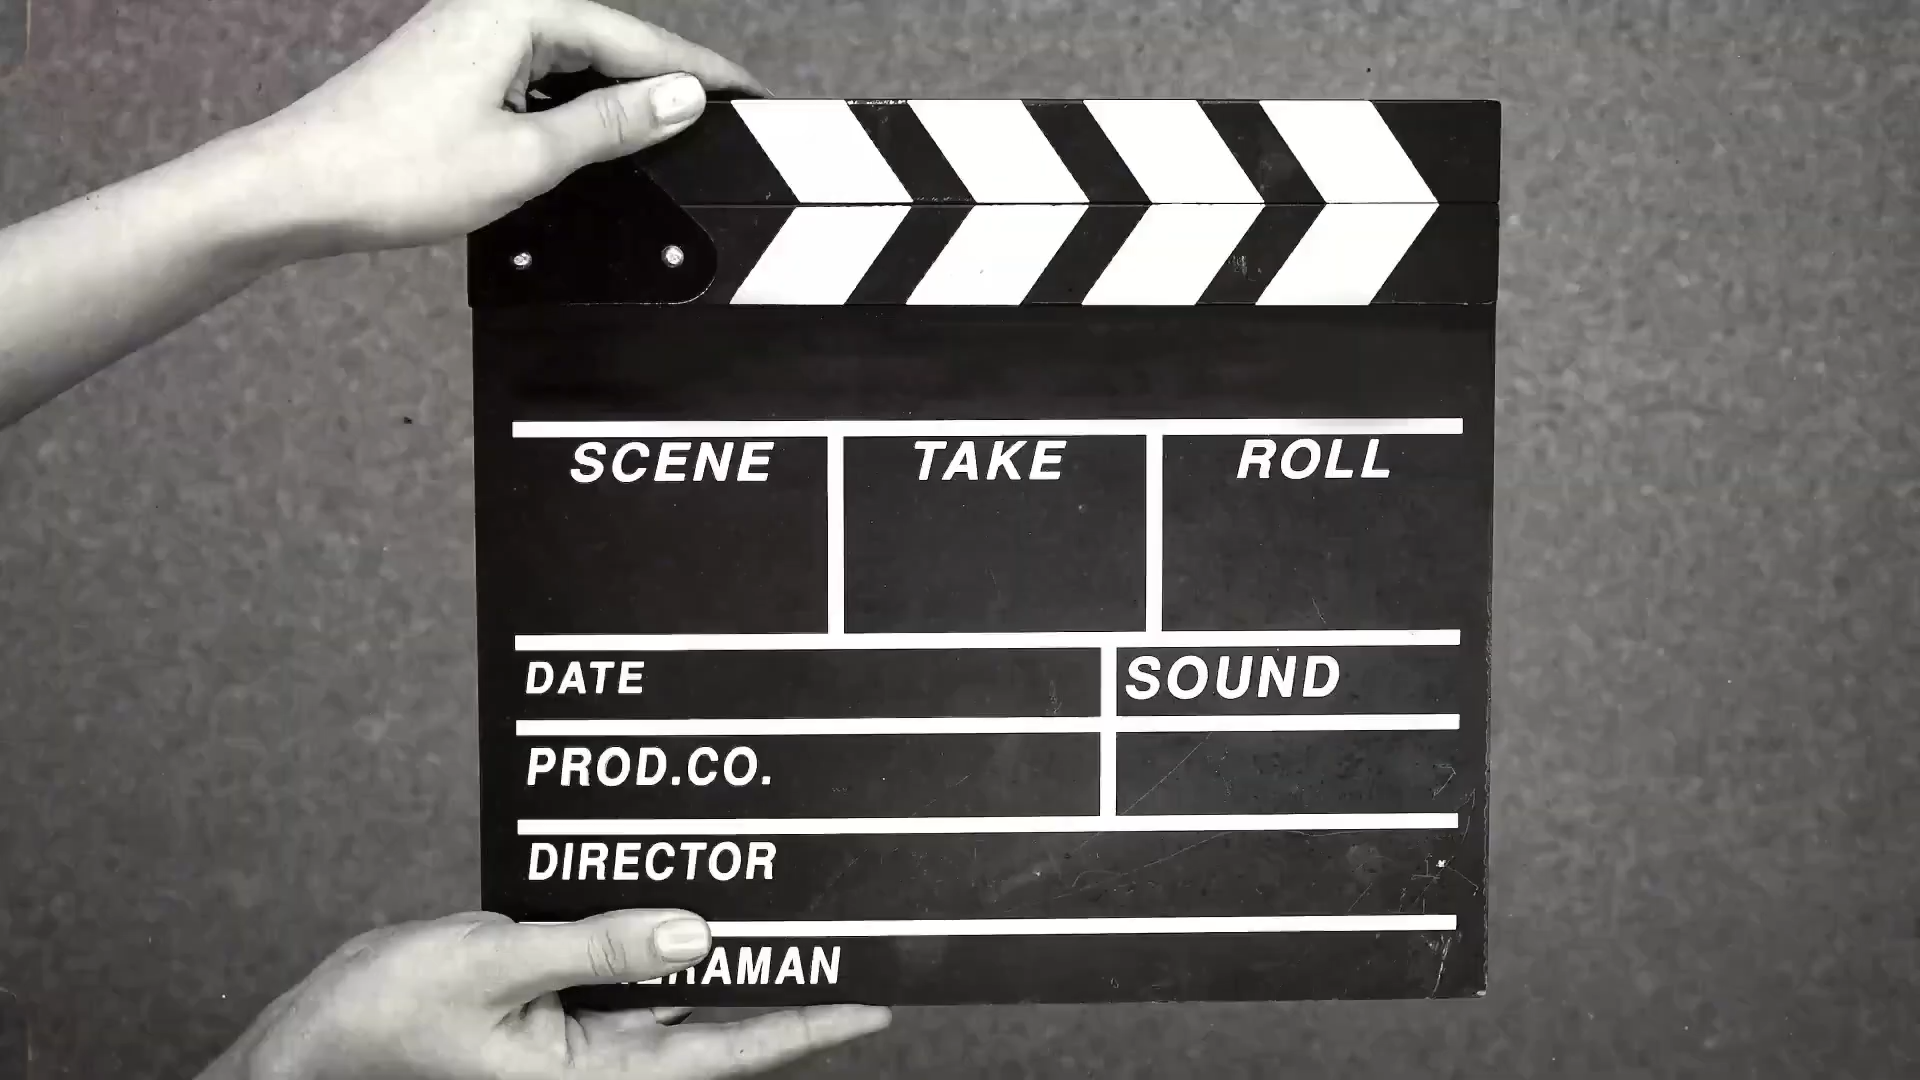 SCENE TAKE ROLL
DATE SOUND
PROD.CO.
DIRECTOR